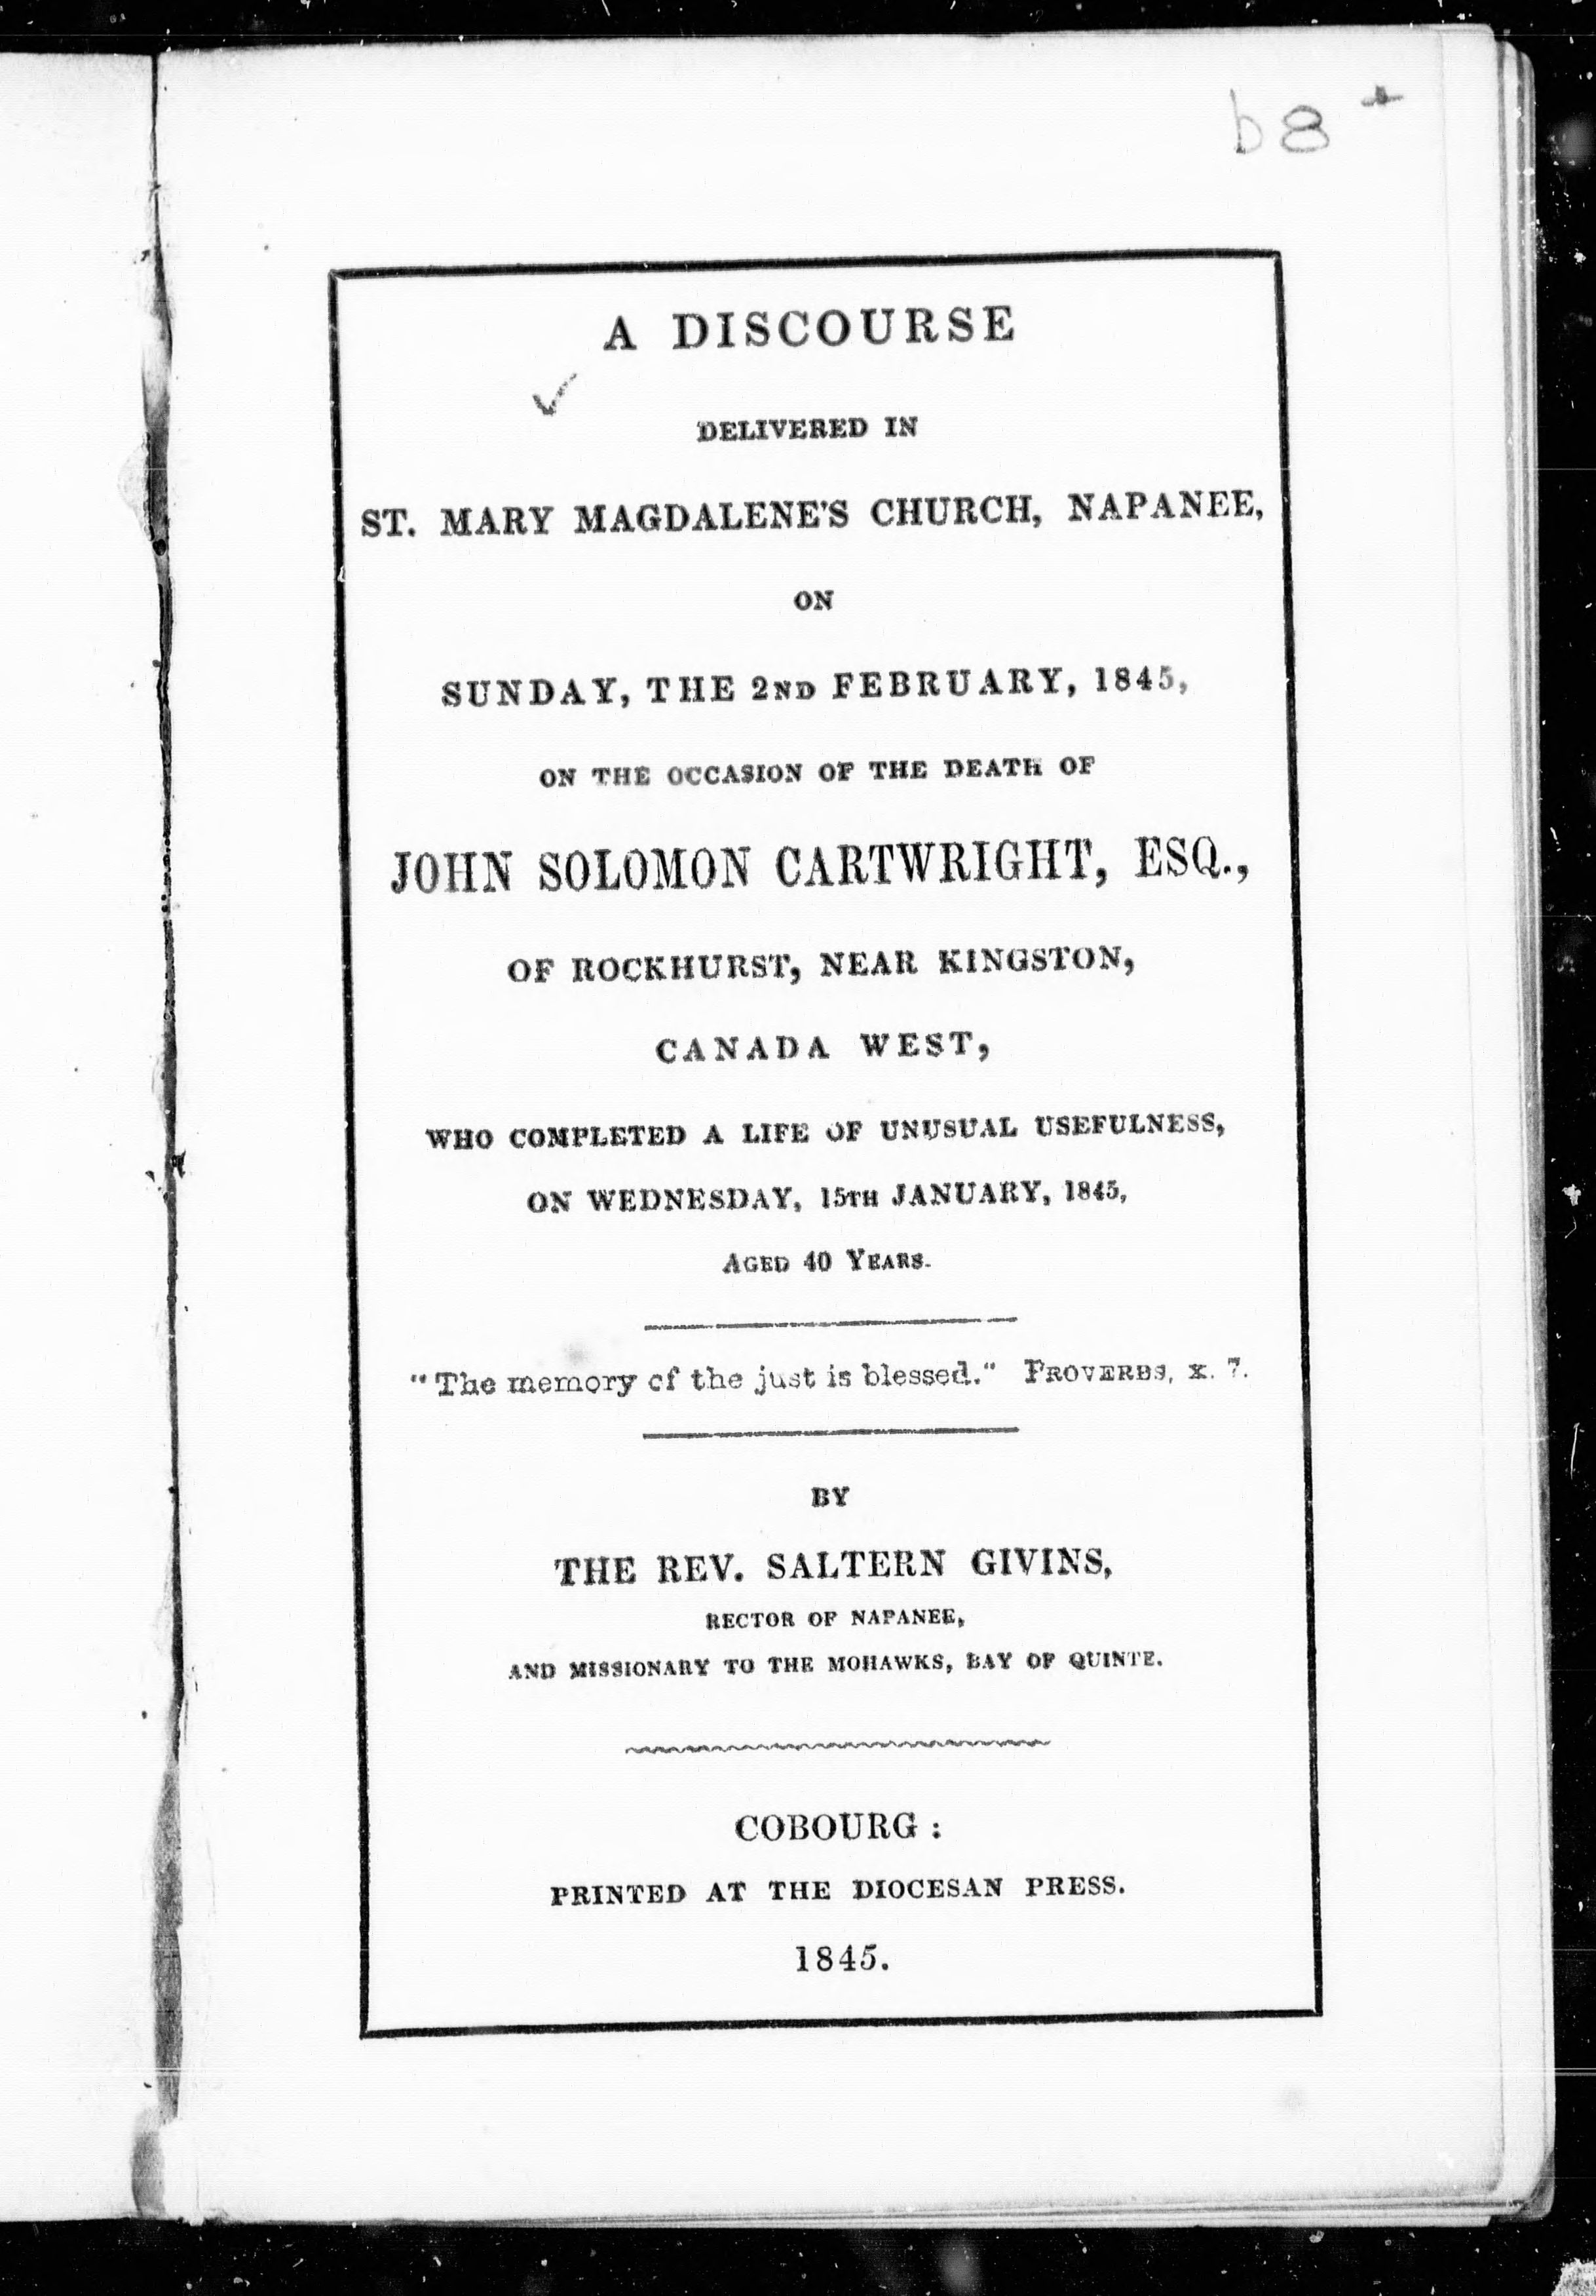 b8 +
A DISCOURSE
DELIVERED IN
ST. MARY MAGDALENE'S CHURCH, NAPANEE,
ON
SUNDAY, THE 2ND FEBRUARY, 1845,
ON THE OCCASION OF THE DEATH OF
JOHN SOLOMON CARTWRIGHT, ESQ.,
OF ROCKHURST, NEAR KINGSTON,
CANADA WEST,
WHO COMPLETED A LIFE OF UNUSUAL USEFULNESS,
ON WEDNESDAY, 15TH JANUARY, 1845,
AGED 40 YEARS.
"The memory of the just is blessed." PROVERBS, x. 7.
BY
THE REV. SALTERN GIVINS,
RECTOR OF NAPANEE,
AND MISSIONARY TO THE MOHAWKS, BAY OF QUINTE.
COBOURG :
PRINTED AT THE DIOCESAN PRESS.
1845.